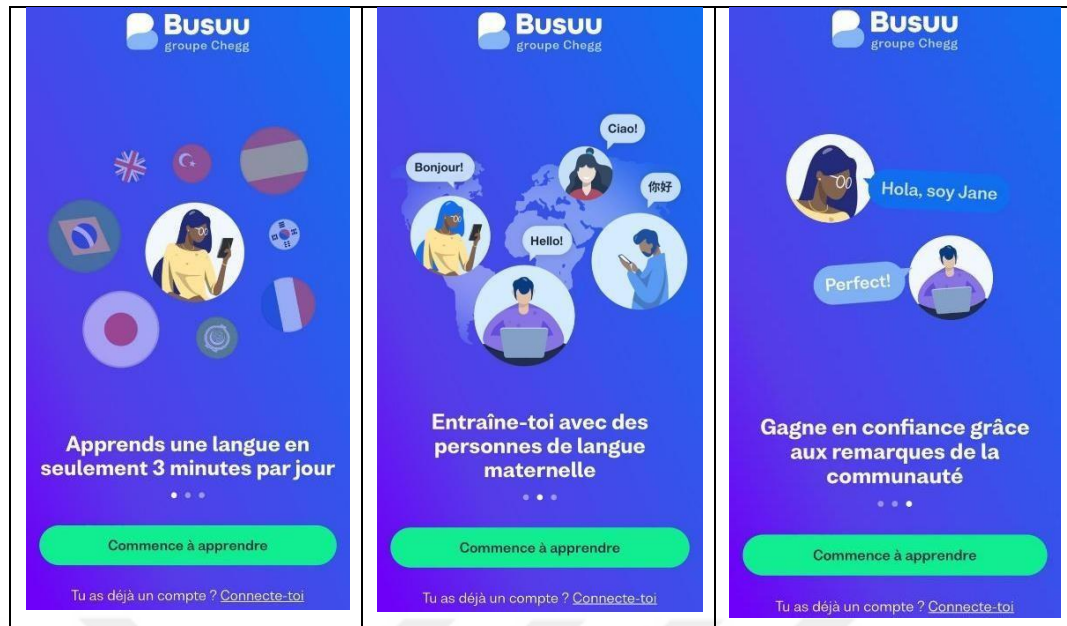 Busuu
groupe Chegg
Apprends une langue en
seulement 3 minutes par jour
Commence à apprendre
Tu as déjà un compte ? Connecte-toi
Busuu
groupe Chegg
Ciao!
Bonjour!
你好
Hello!
Entraîne-toi avec des
personnes de langue
maternelle
Commence à apprendre
Tu as déjà un compte ? Connecte-toi
Busuu
groupe Chegg
Hola, soy Jane
Perfect!
Gagne en confiance grâce
aux remarques de la
communauté
Commence à apprendre
Tu as déjà un compte ? Connecte-toi